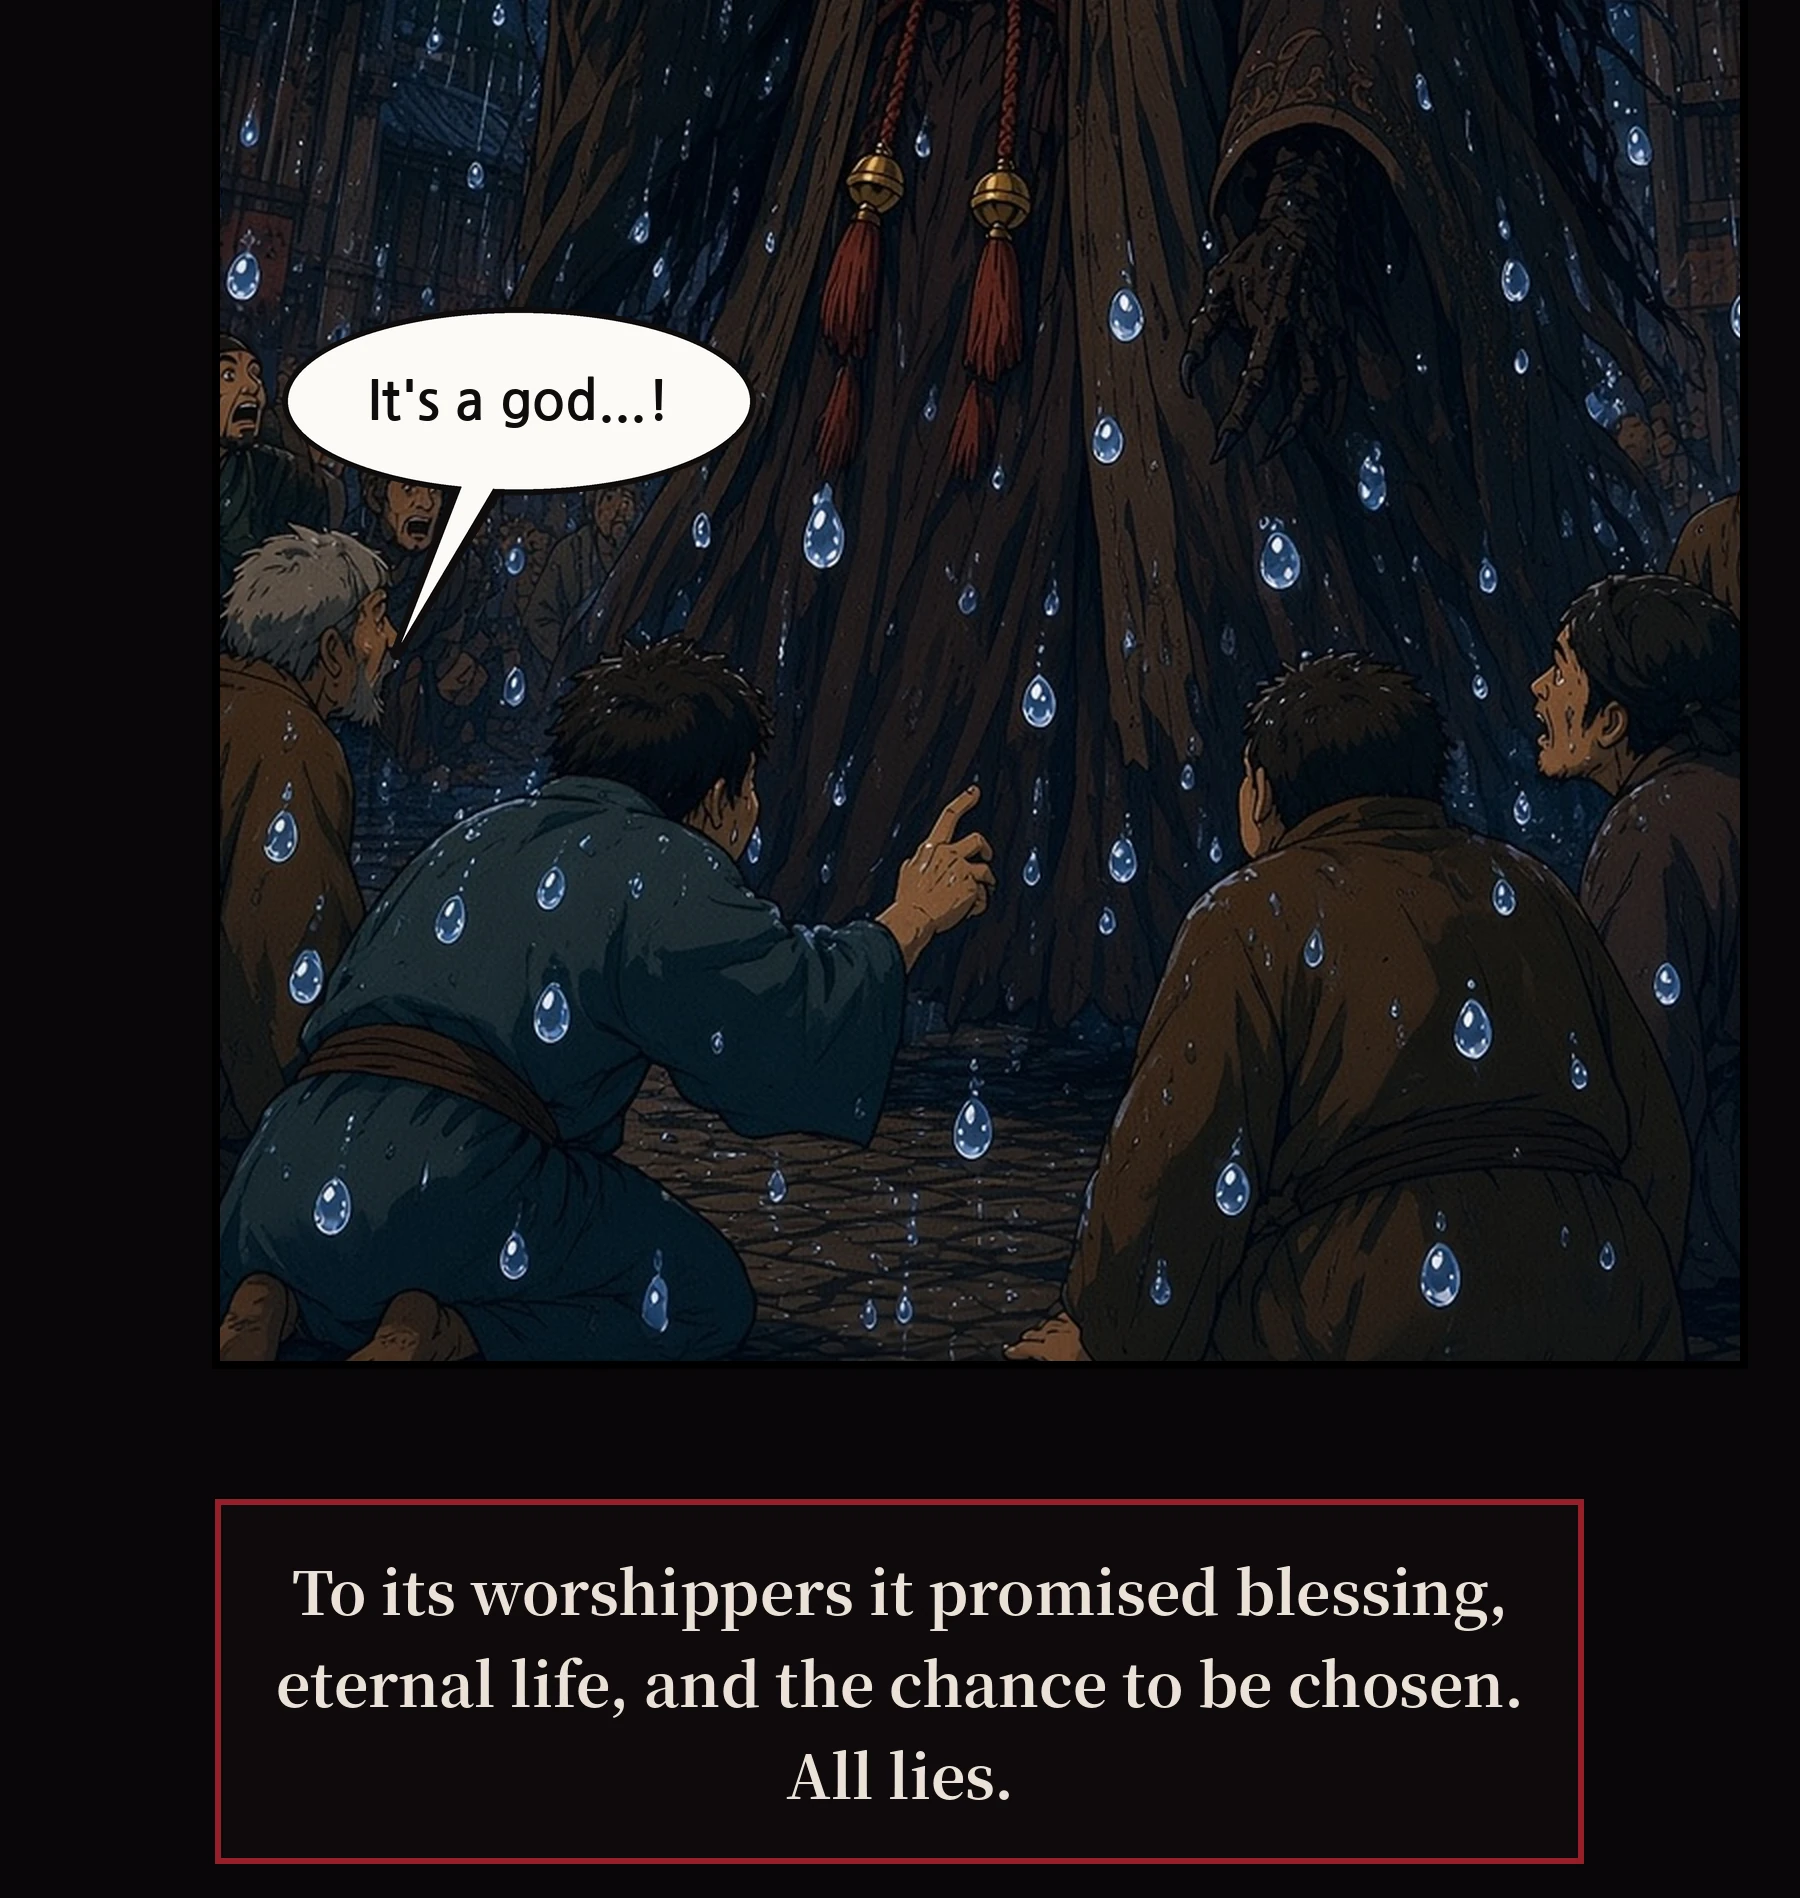 It's a god...!
To its worshippers it promised blessing,
eternal life, and the chance to be chosen.
All lies.